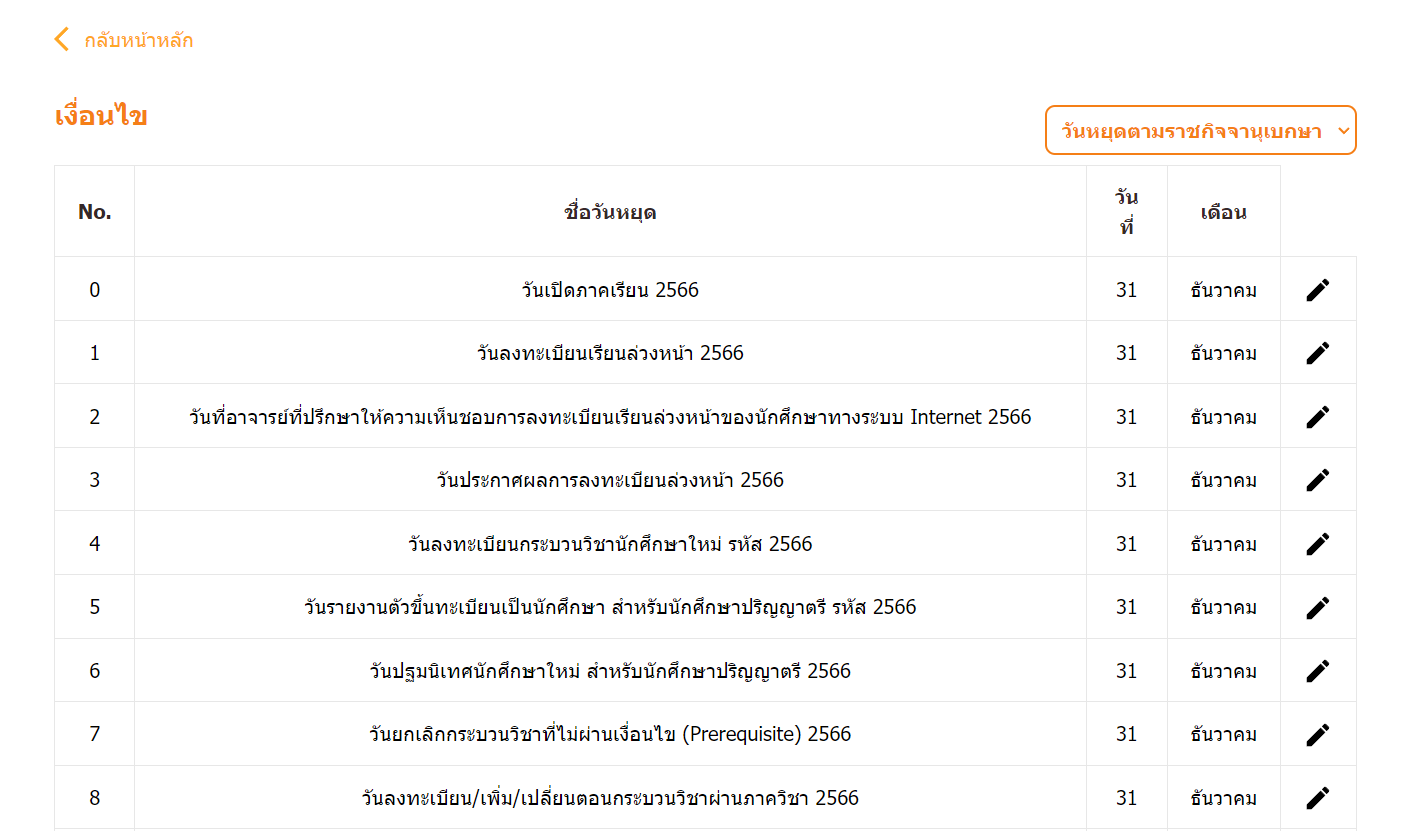 กลับหน้าหลัก
เงื่อนไข
วันหยุดตามราชกิจจานุเบกษา
No. ชื่อวันหยุด วันที่ เดือน
0 วันเปิดภาคเรียน 2566 31 ธันวาคม
1 วันลงทะเบียนเรียนล่วงหน้า 2566 31 ธันวาคม
2 วันที่อาจารย์ที่ปรึกษาให้ความเห็นชอบการลงทะเบียนเรียนล่วงหน้าของนักศึกษาทางระบบ Internet 2566 31 ธันวาคม
3 วันประกาศผลการลงทะเบียนล่วงหน้า 2566 31 ธันวาคม
4 วันลงทะเบียนกระบวนวิชานักศึกษาใหม่ รหัส 2566 31 ธันวาคม
5 วันรายงานตัวขึ้นทะเบียนเป็นนักศึกษา สำหรับนักศึกษาปริญญาตรี รหัส 2566 31 ธันวาคม
6 วันปฐมนิเทศนักศึกษาใหม่ สำหรับนักศึกษาปริญญาตรี 2566 31 ธันวาคม
7 วันยกเลิกกระบวนวิชาที่ไม่ผ่านเงื่อนไข (Prerequisite) 2566 31 ธันวาคม
8 วันลงทะเบียน/เพิ่ม/เปลี่ยนตอนกระบวนวิชาผ่านภาควิชา 2566 31 ธันวาคม